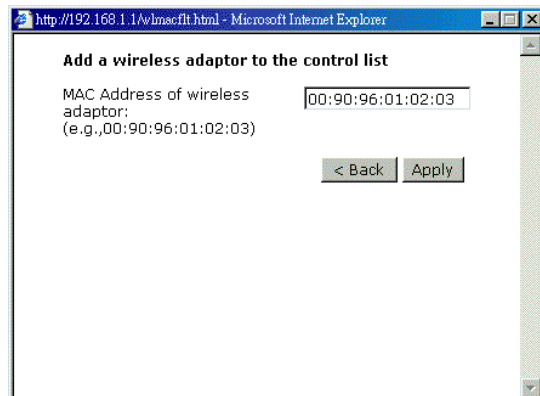 http://192.168.1.1/wlmacflt.html - Microsoft Internet Explorer
Add a wireless adaptor to the control list
MAC Address of wireless
adaptor:
(e.g.,00:90:96:01:02:03)
00:90:96:01:02:03
< Back
Apply